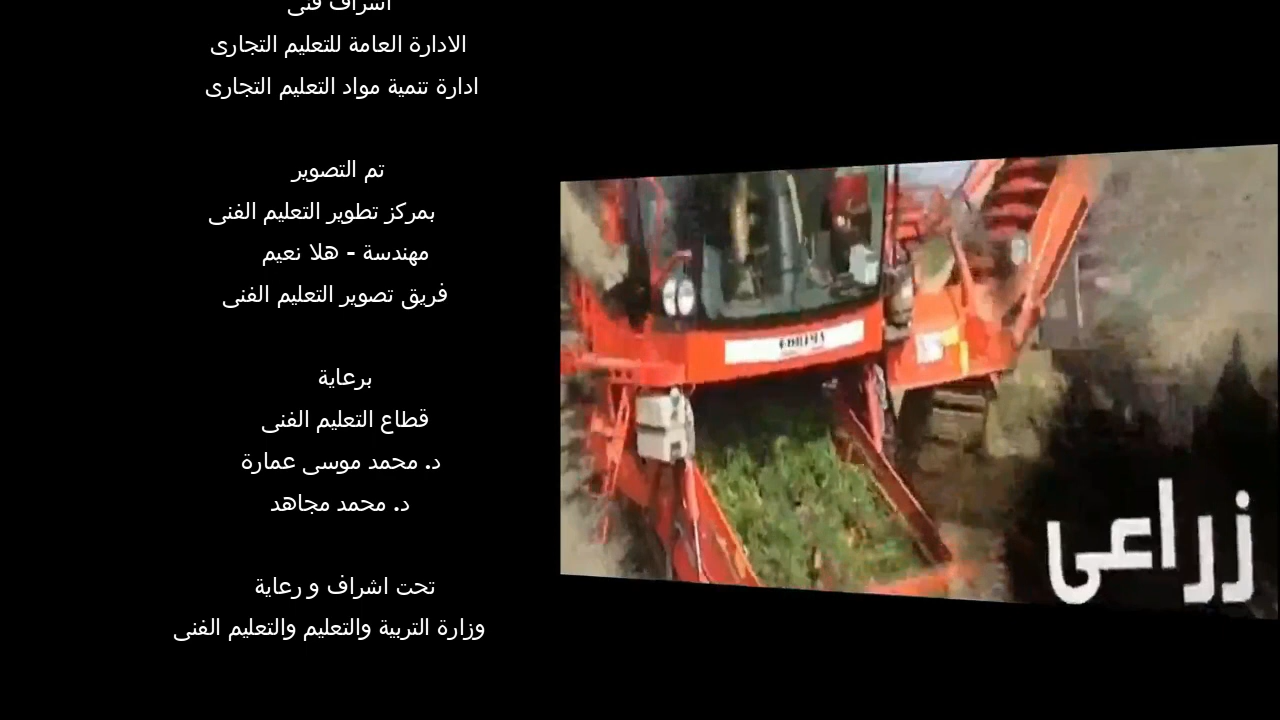 اشراف فنى
الادارة العامة للتعليم التجارى
ادارة تنمية مواد التعليم التجارى
تم التصوير
بمركز تطوير التعليم الفنى
مهندسة - هلا نعيم
فريق تصوير التعليم الفنى
برعاية
قطاع التعليم الفنى
د. محمد موسى عمارة
د. محمد مجاهد
تحت اشراف و رعاية
وزارة التربية والتعليم والتعليم الفنى
زراعى